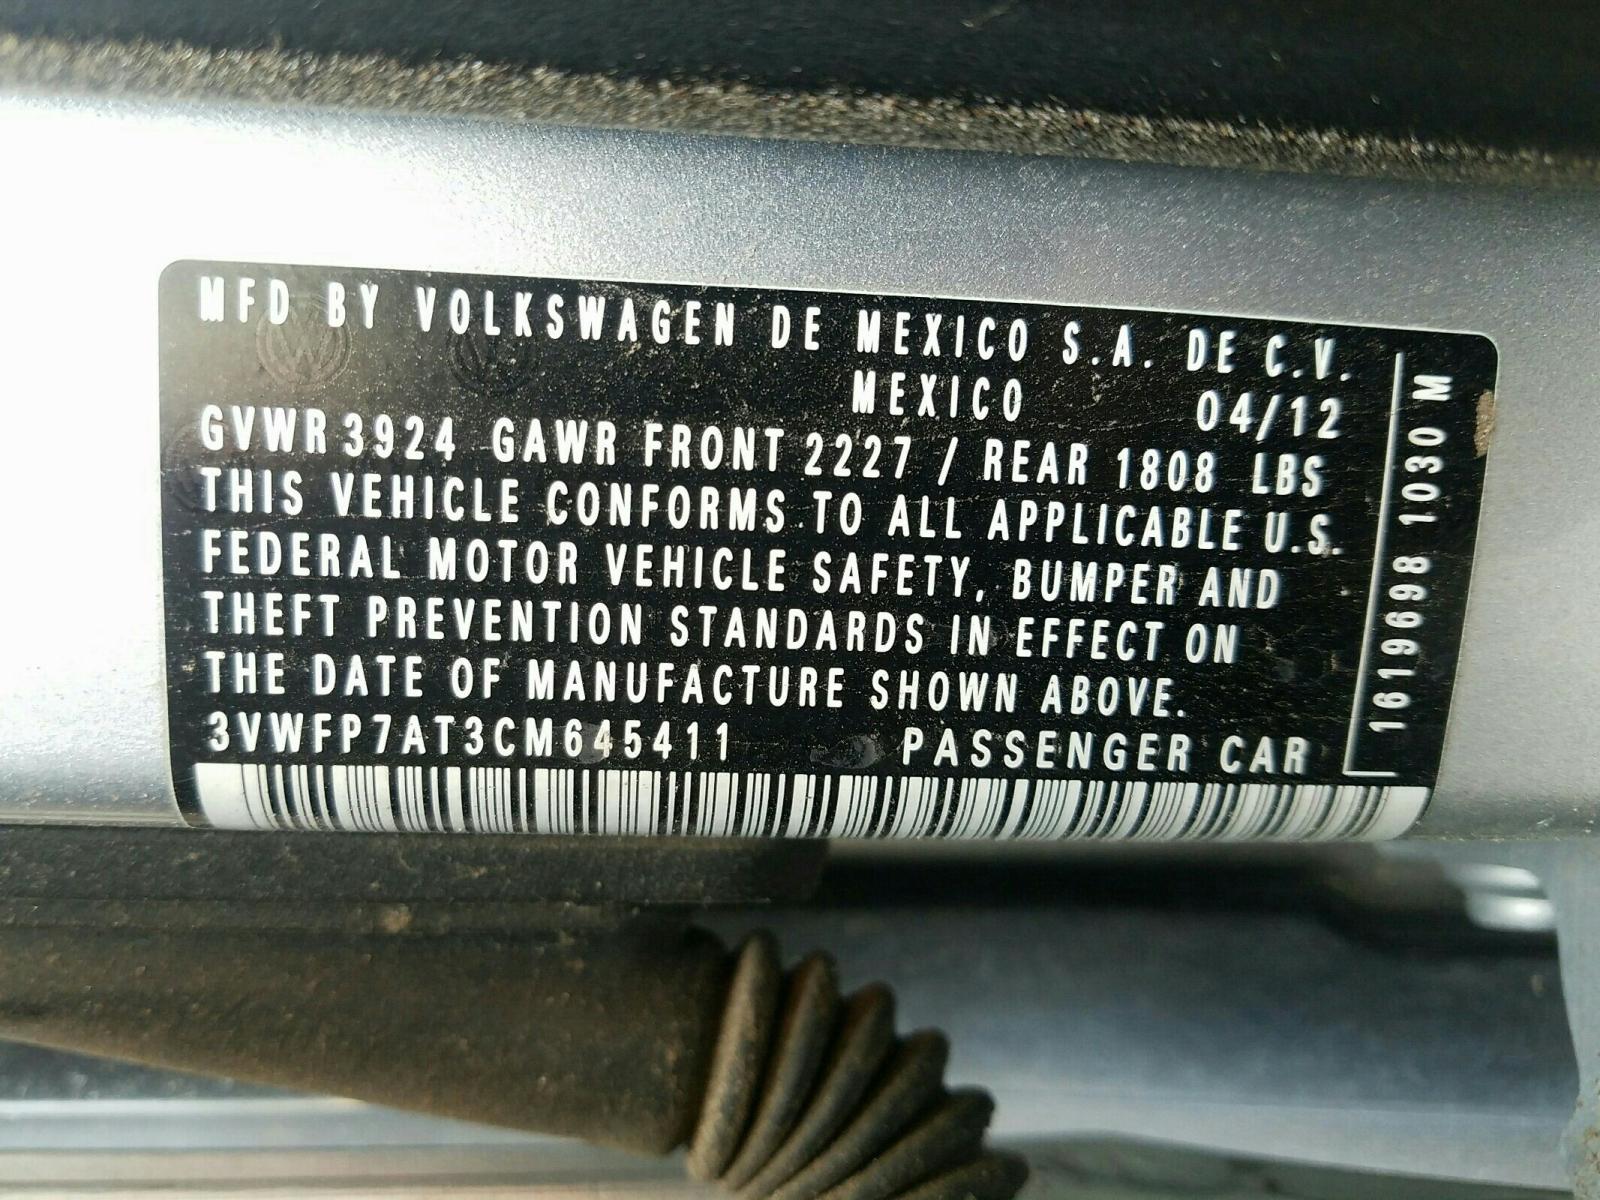 MFD BY VOLKSWAGEN DE MEXICO S.A. DE C.V.
MEXICO 04/12
GVWR 3924 GAWR FRONT 2227 / REAR 1808 LBS
THIS VEHICLE CONFORMS TO ALL APPLICABLE U.S.
FEDERAL MOTOR VEHICLE SAFETY, BUMPER AND
THEFT PREVENTION STANDARDS IN EFFECT ON
THE DATE OF MANUFACTURE SHOWN ABOVE.
3VWFP7AT3CM645411 PASSENGER CAR
1619698 1030 M